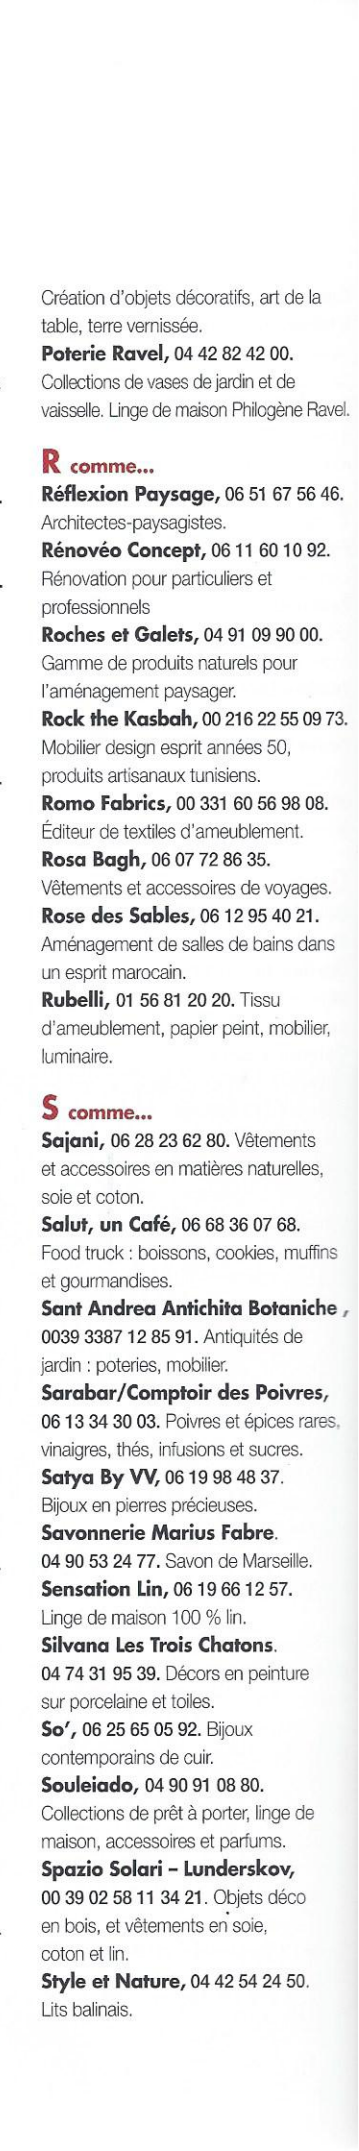 Création d'objets décoratifs, art de la
table, terre vernissée.
Poterie Ravel, 04 42 82 42 00.
Collections de vases de jardin et de
vaisselle. Linge de maison Philogène Ravel.
R comme...
Réflexion Paysage, 06 51 67 56 46.
Architectes-paysagistes.
Rénovéo Concept, 06 11 60 10 92.
Rénovation pour particuliers et
professionnels
Roches et Galets, 04 91 09 90 00.
Gamme de produits naturels pour
l'aménagement paysager.
Rock the Kasbah, 00 216 22 55 09 73.
Mobilier design esprit années 50,
produits artisanaux tunisiens.
Romo Fabrics, 00 331 60 56 98 08.
Éditeur de textiles d'ameublement.
Rosa Bagh, 06 07 72 86 35.
Vêtements et accessoires de voyages.
Rose des Sables, 06 12 95 40 21.
Aménagement de salles de bains dans
un esprit marocain.
Rubelli, 01 56 81 20 20. Tissu
d'ameublement, papier peint, mobilier,
luminaire.
S comme...
Sajani, 06 28 23 62 80. Vêtements
et accessoires en matières naturelles,
soie et coton.
Salut, un Café, 06 68 36 07 68.
Food truck : boissons, cookies, muffins
et gourmandises.
Sant Andrea Antichita Botaniche ,
0039 3387 12 85 91. Antiquités de
jardin : poteries, mobilier.
Sarabar/Comptoir des Poivres,
06 13 34 30 03. Poivres et épices rares,
vinaigres, thés, infusions et sucres.
Satya By VV, 06 19 98 48 37.
Bijoux en pierres précieuses.
Savonnerie Marius Fabre.
04 90 53 24 77. Savon de Marseille.
Sensation Lin, 06 19 66 12 57.
Linge de maison 100 % lin.
Silvana Les Trois Chatons.
04 74 31 95 39. Décors en peinture
sur porcelaine et toiles.
So', 06 25 65 05 92. Bijoux
contemporains de cuir.
Souleiado, 04 90 91 08 80.
Collections de prêt à porter, linge de
maison, accessoires et parfums.
Spazio Solari – Lunderskov,
00 39 02 58 11 34 21. Objets déco
en bois, et vêtements en soie,
coton et lin.
Style et Nature, 04 42 54 24 50.
Lits balinais.